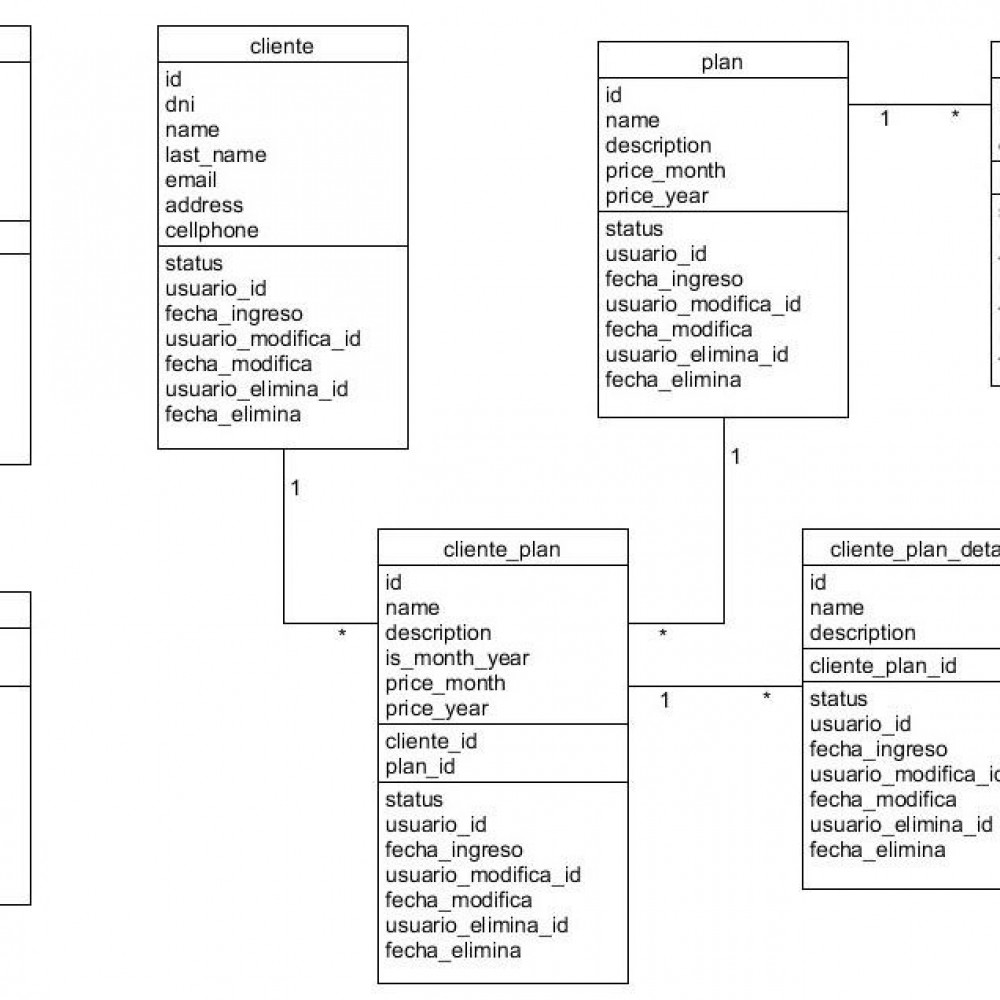 cliente
id
dni
name
last_name
email
address
cellphone
status
usuario_id
fecha_ingreso
usuario_modifica_id
fecha_modifica
usuario_elimina_id
fecha_elimina
1
*
plan
id
name
description
price_month
price_year
status
usuario_id
fecha_ingreso
usuario_modifica_id
fecha_modifica
usuario_elimina_id
fecha_elimina
1 *
1
*
cliente_plan
id
name
description
is_month_year
price_month
price_year
cliente_id
plan_id
status
usuario_id
fecha_ingreso
usuario_modifica_id
fecha_modifica
usuario_elimina_id
fecha_elimina
1 *
cliente_plan_deta
id
name
description
cliente_plan_id
status
usuario_id
fecha_ingreso
usuario_modifica_id
fecha_modifica
usuario_elimina_id
fecha_elimina